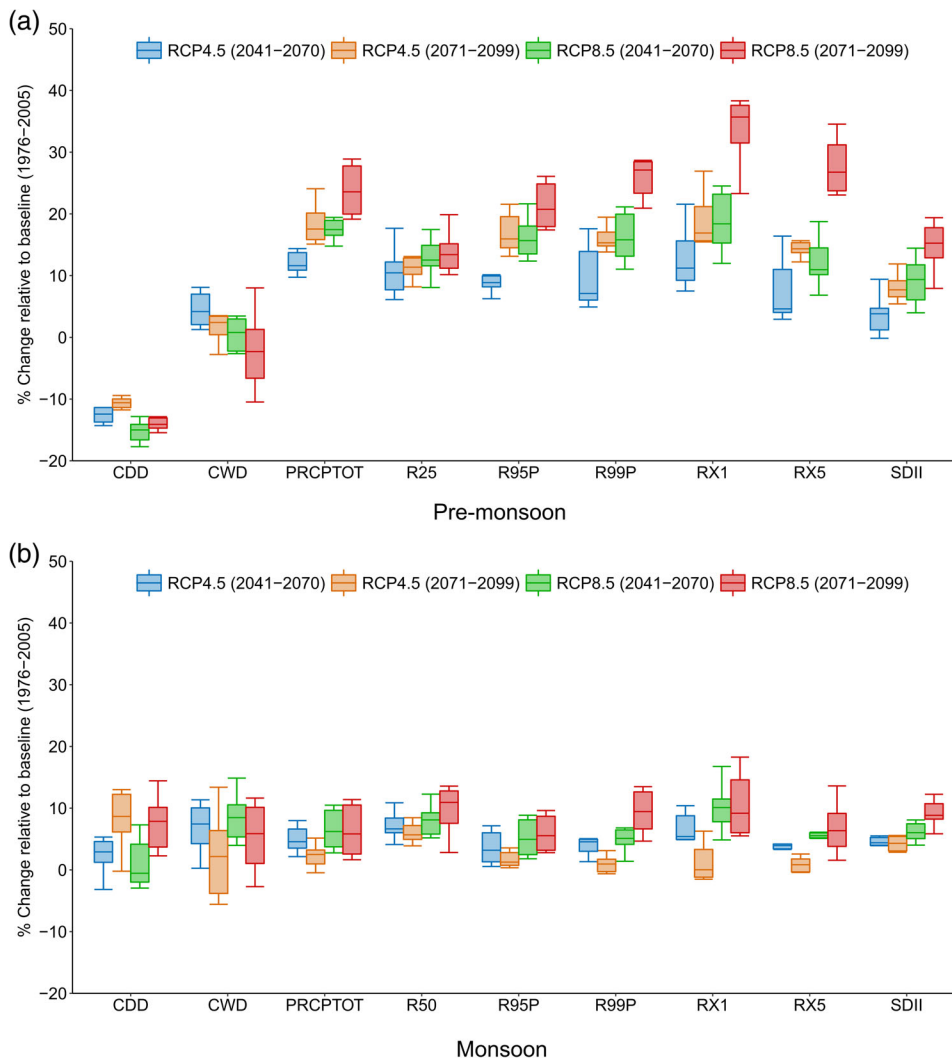 (a)
RCP4.5 (2041−2070) RCP4.5 (2071−2099) RCP8.5 (2041−2070) RCP8.5 (2071−2099)
% Change relative to baseline (1976−2005)
50
40
30
20
10
0
−10
−20
CDD CWD PRCPTOT R25 R95P R99P RX1 RX5 SDII
Pre-monsoon
(b)
RCP4.5 (2041−2070) RCP4.5 (2071−2099) RCP8.5 (2041−2070) RCP8.5 (2071−2099)
% Change relative to baseline (1976−2005)
50
40
30
20
10
0
−10
−20
CDD CWD PRCPTOT R50 R95P R99P RX1 RX5 SDII
Monsoon